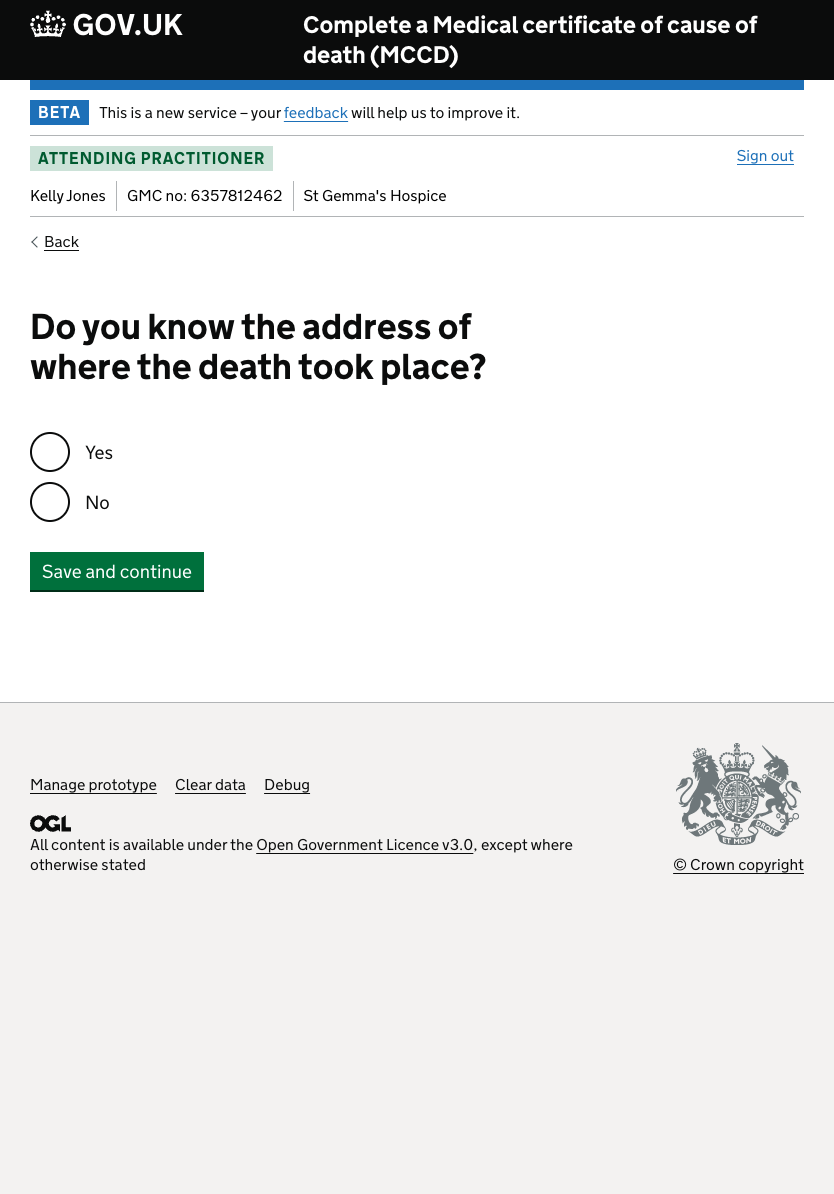 GOV.UK
Complete a Medical certificate of cause of
death (MCCD)
BETA This is a new service – your feedback will help us to improve it.
ATTENDING PRACTITIONER
Sign out
Kelly Jones GMC no: 6357812462 St Gemma's Hospice
Back
Do you know the address of
where the death took place?
Yes
No
Save and continue
Manage prototype Clear data Debug
OGL
All content is available under the Open Government Licence v3.0, except where
otherwise stated
DIEU ET MON DROIT
© Crown copyright